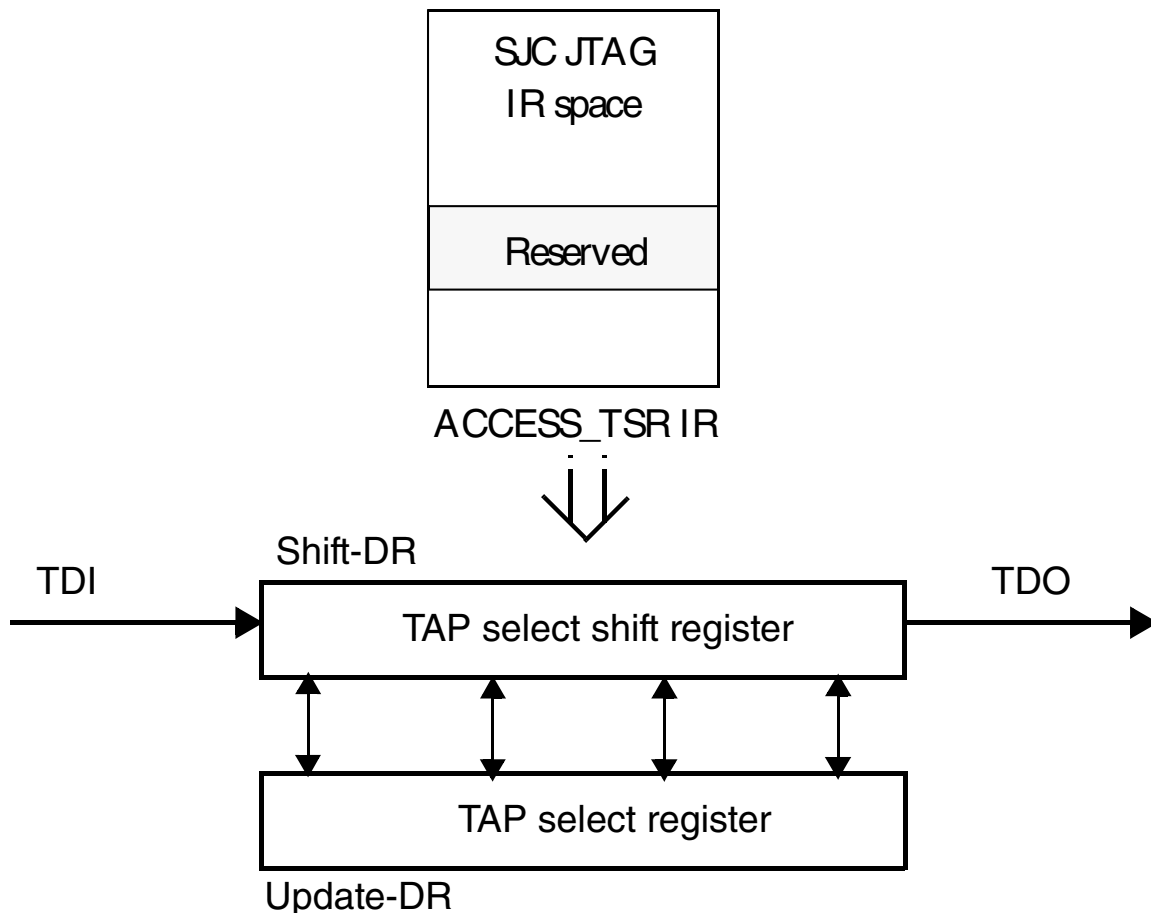 SJC JTAG
IR space
Reserved
ACCESS_TSR IR
Shift-DR
TDI
TDO
TAP select shift register
TAP select register
Update-DR